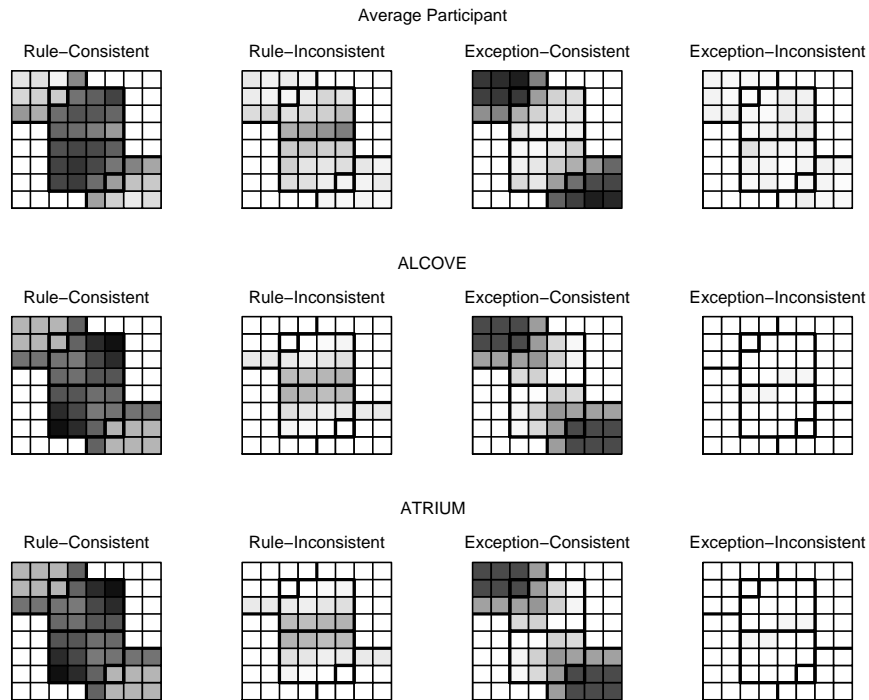 Average Participant
Rule−Consistent Rule−Inconsistent Exception−Consistent Exception−Inconsistent
ALCOVE
Rule−Consistent Rule−Inconsistent Exception−Consistent Exception−Inconsistent
ATRIUM
Rule−Consistent Rule−Inconsistent Exception−Consistent Exception−Inconsistent